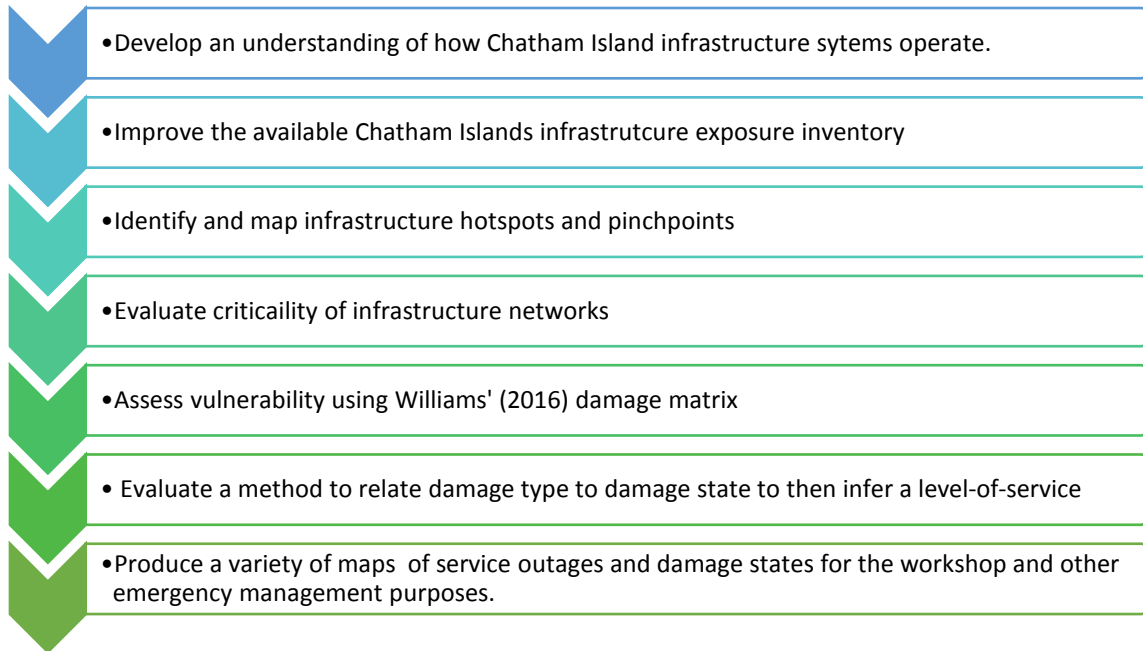 •Develop an understanding of how Chatham Island infrastructure sytems operate.
•Improve the available Chatham Islands infrastrutcure exposure inventory
•Identify and map infrastructure hotspots and pinchpoints
•Evaluate criticaility of infrastructure networks
•Assess vulnerability using Williams' (2016) damage matrix
• Evaluate a method to relate damage type to damage state to then infer a level-of-service
•Produce a variety of maps of service outages and damage states for the workshop and other
emergency management purposes.